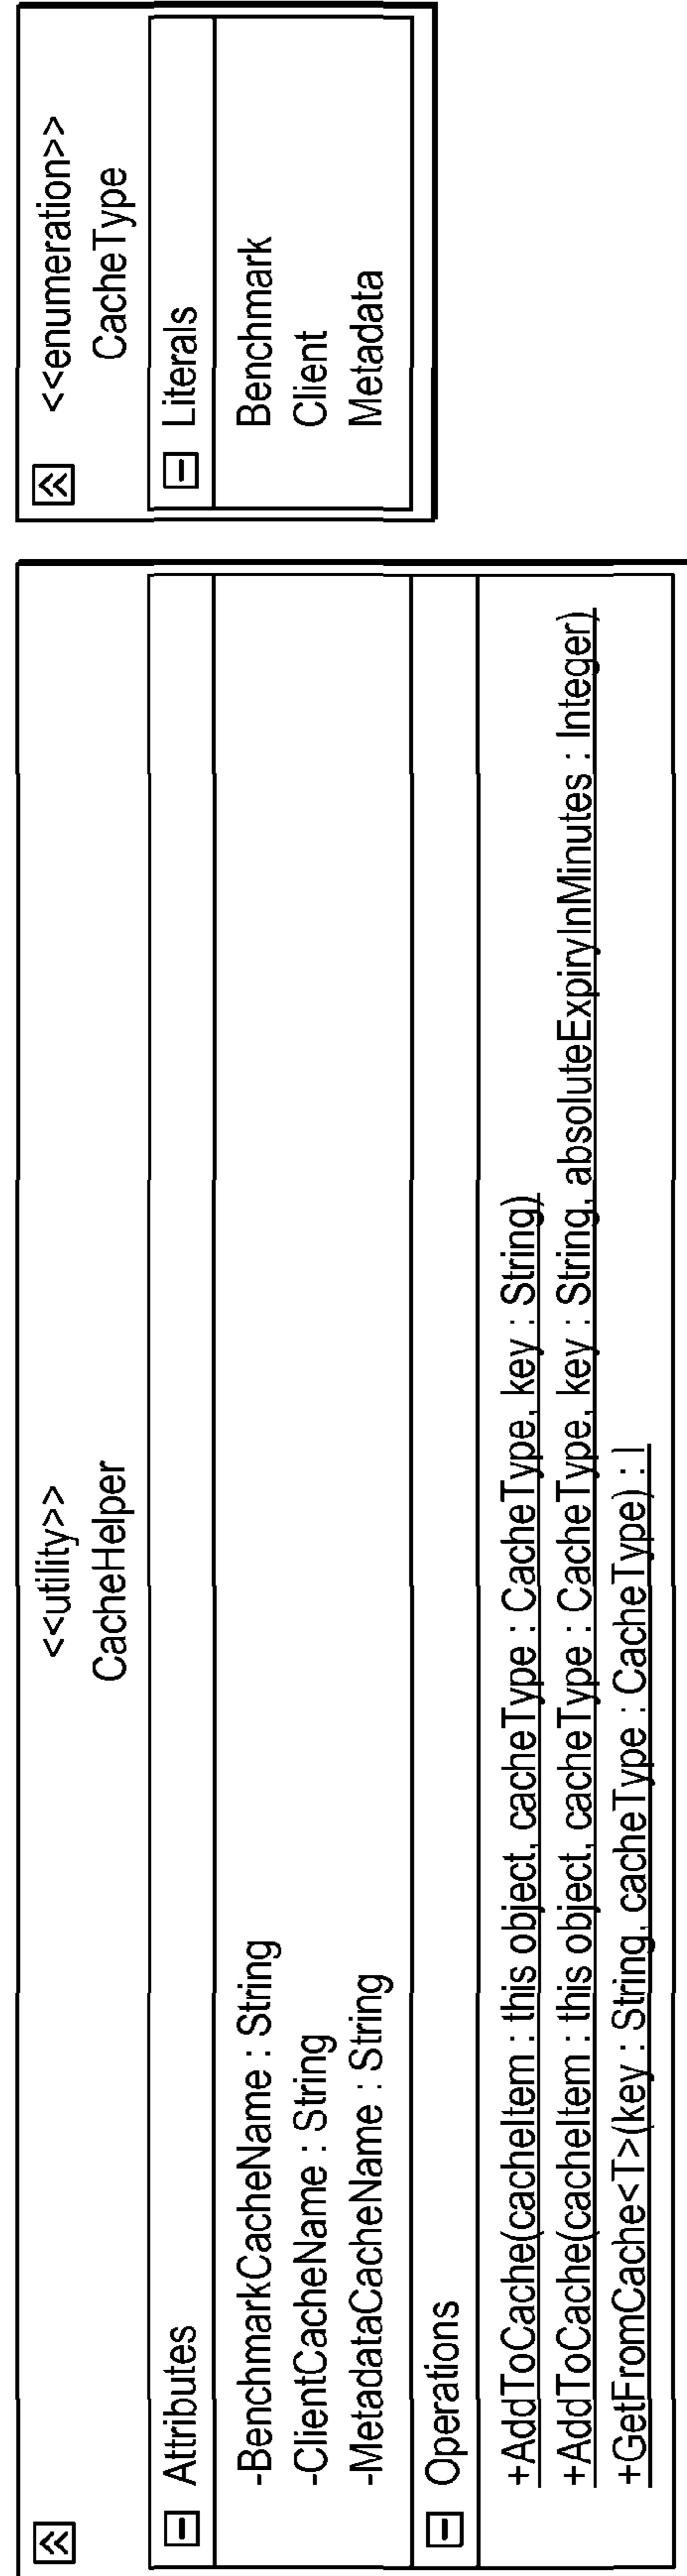 <<utility>>
CacheHelper
Attributes
-BenchmarkCacheName : String
-ClientCacheName : String
-MetadataCacheName : String
Operations
+AddToCache(cacheItem : this object, cacheType : CacheType, key : String)
+AddToCache(cacheItem : this object, cacheType : CacheType, key : String, absoluteExpiryInMinutes : Integer)
+GetFromCache<T>(key : String, cacheType : CacheType) :
<<enumeration>>
CacheType
Literals
Benchmark
Client
Metadata